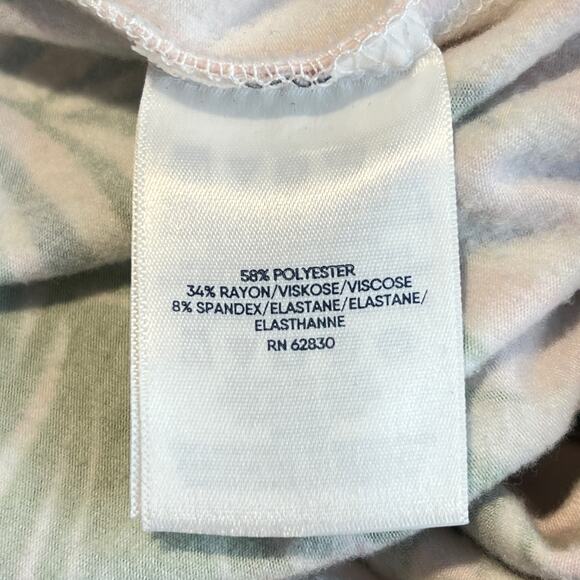 58% POLYESTER
34% RAYON/VISKOSE/VISCOSE
8% SPANDEX/ELASTANE/ELASTANE/
ELASTHANNE
RN 62830